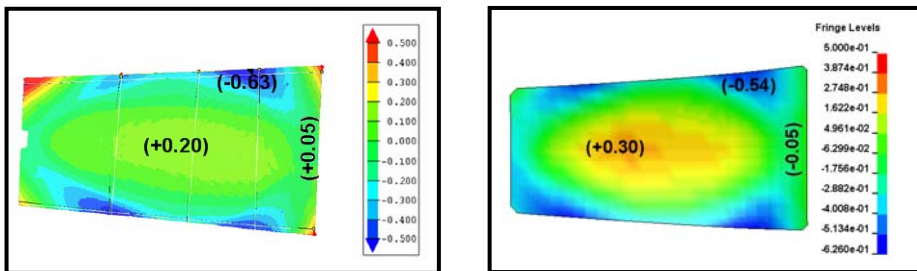 0.500
0.400
0.300
0.200
0.100
0.000
-0.100
-0.200
-0.300
-0.400
-0.500
(-0.63)
(+0.20)
(+0.05)
Fringe Levels
5.000e-01
3.874e-01
2.748e-01
1.622e-01
4.961e-02
-6.299e-02
-1.756e-01
-2.882e-01
-4.008e-01
-5.134e-01
-6.260e-01
(-0.54)
(+0.30)
(-0.05)